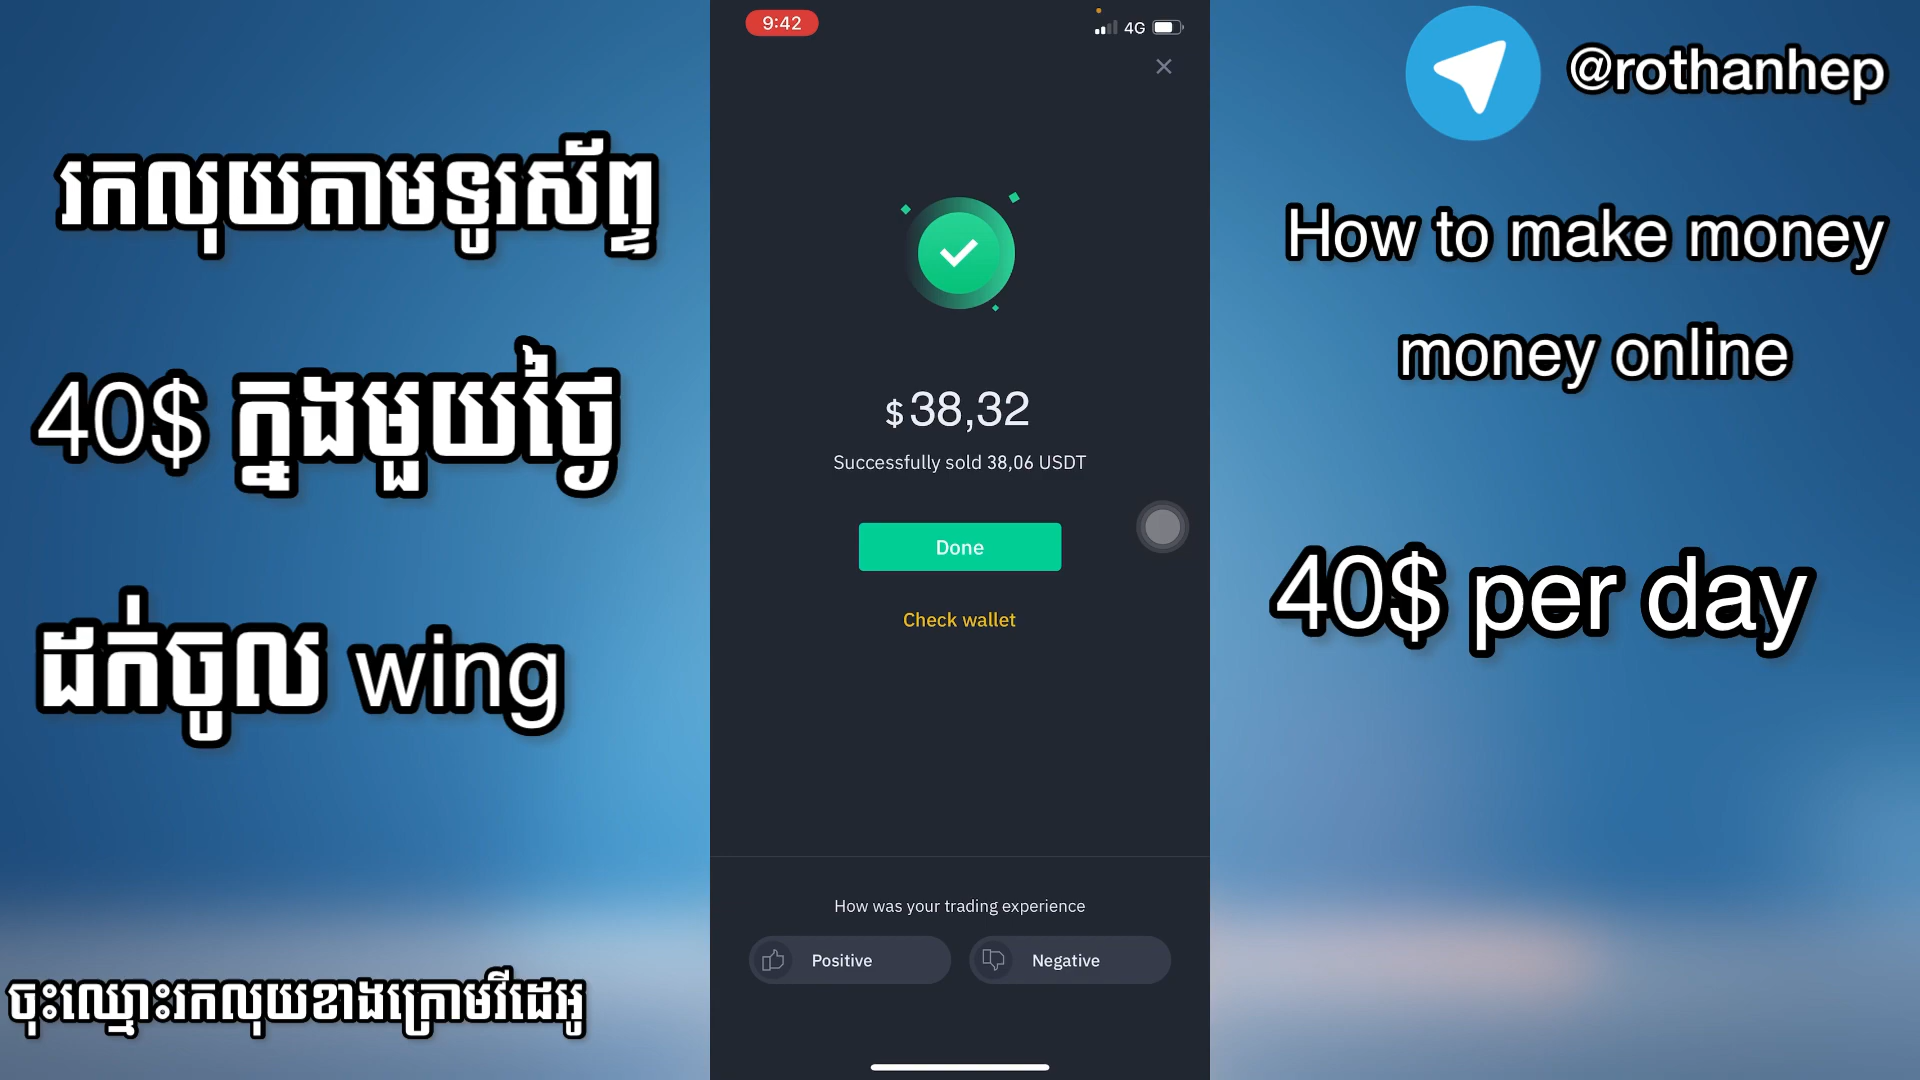 រកលុយតាមទូរស័ព្ទ
40$ ក្នុងមួយថ្ងៃ
ដក់ចូល wing
ចុះឈ្មោះរកលុយខាងក្រោមវីដេអូ
9:42
4G
$38,32
Successfully sold 38,06 USDT
Done
Check wallet
How was your trading experience
Positive
Negative
@rothanhep
How to make money
money online
40$ per day